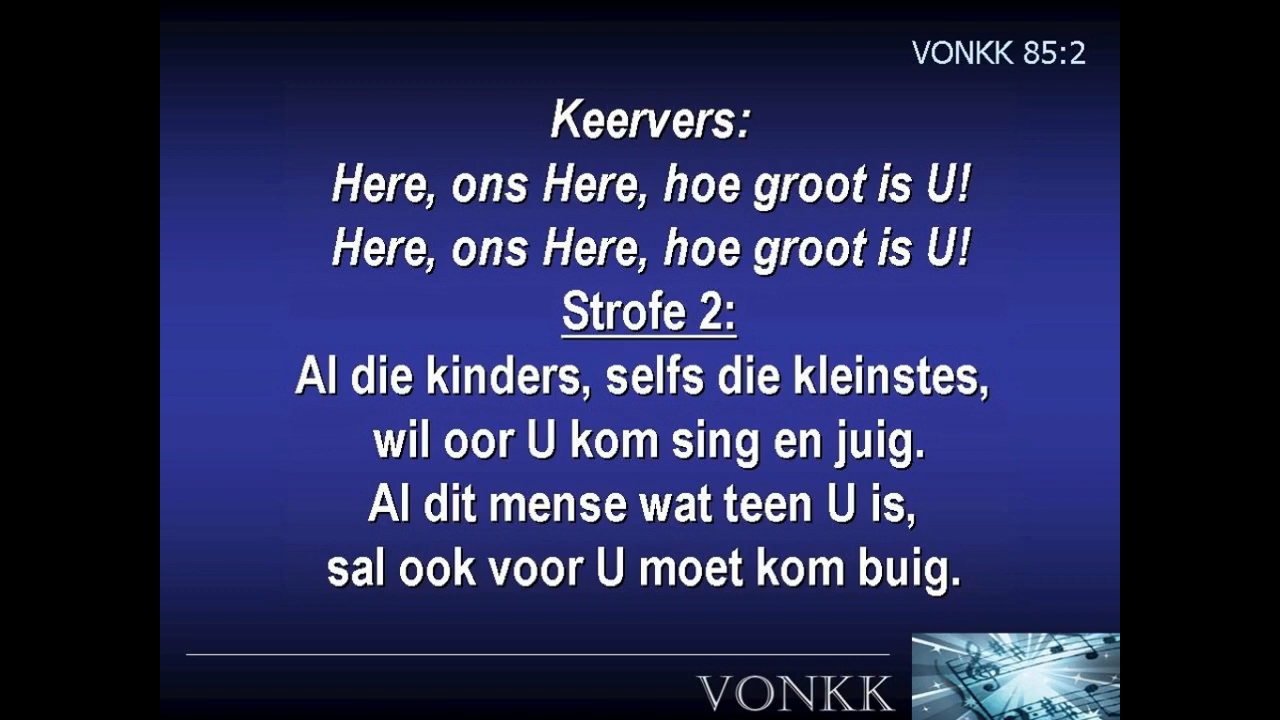 VONKK 85:2
Keervers:
Here, ons Here, hoe groot is U!
Here, ons Here, hoe groot is U!
Strofe 2:
Al die kinders, selfs die kleinstes,
wil oor U kom sing en juig.
Al dit mense wat teen U is,
sal ook voor U moet kom buig.
VONKK